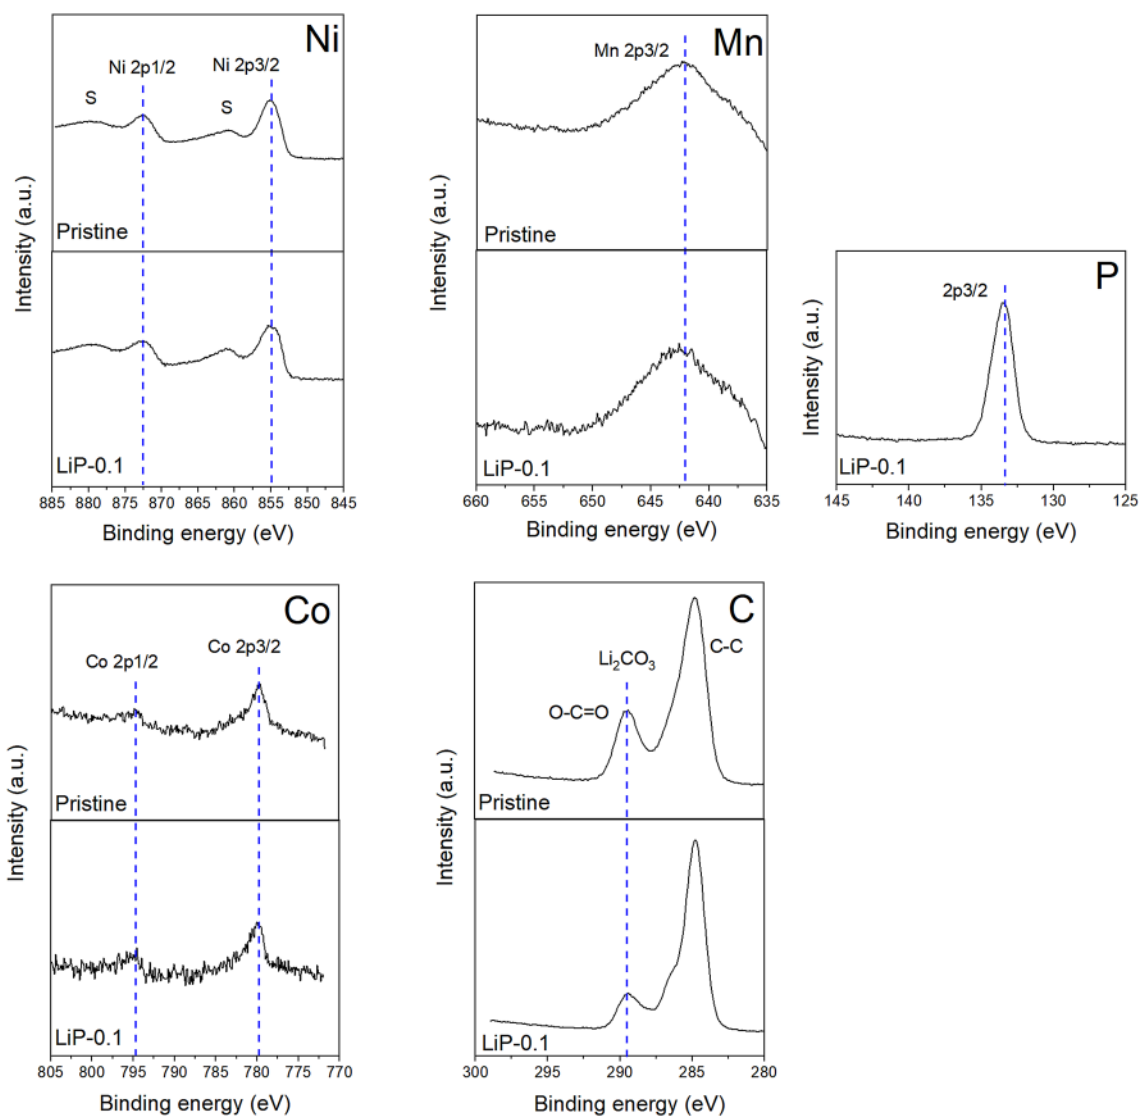 Ni
Ni 2p1/2
Ni 2p3/2
S
S
Pristine
LiP-0.1
Intensity (a.u.)
885 880 875 870 865 860 855 850 845
Binding energy (eV)
Mn
Mn 2p3/2
Pristine
LiP-0.1
Intensity (a.u.)
660 655 650 645 640 635
Binding energy (eV)
P
2p3/2
LiP-0.1
Intensity (a.u.)
145 140 135 130 125
Binding energy (eV)
Co
Co 2p1/2
Co 2p3/2
Pristine
LiP-0.1
Intensity (a.u.)
805 800 795 790 785 780 775 770
Binding energy (eV)
C
Li₂CO₃
C-C
O-C=O
Pristine
LiP-0.1
Intensity (a.u.)
300 295 290 285 280
Binding energy (eV)